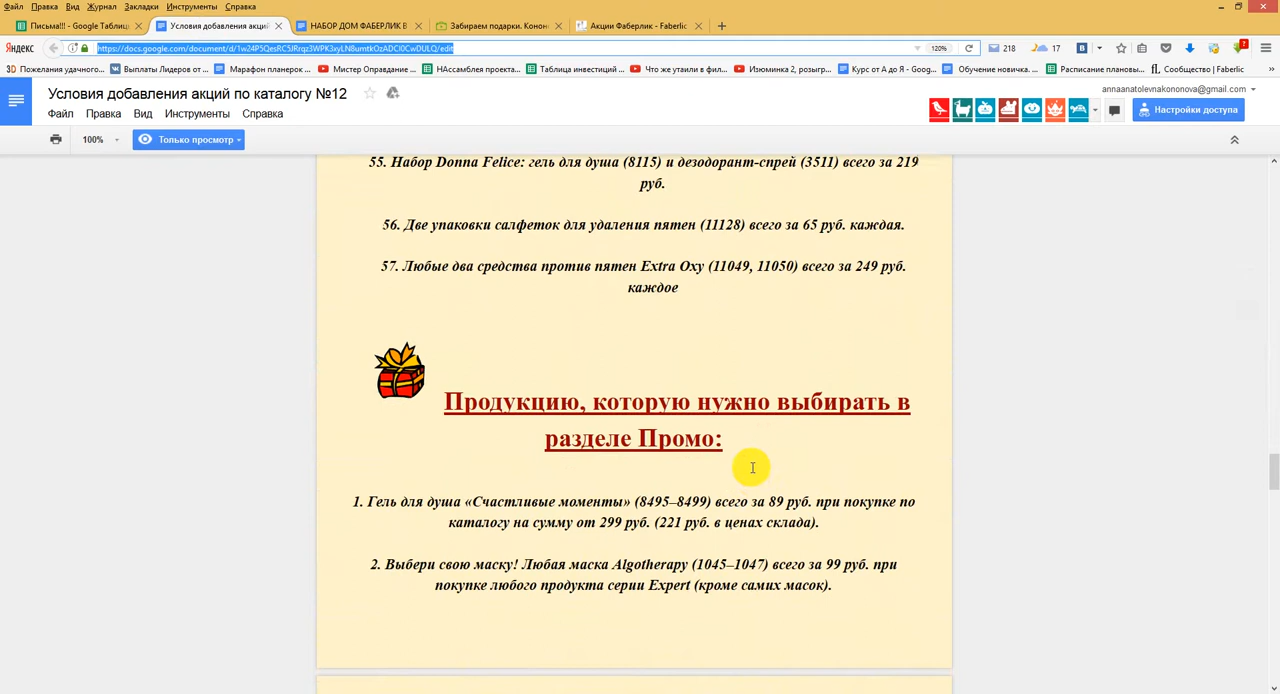 Файл Правка Вид Журнал Закладки Инструменты Справка
Письма!!! - Google Таблиц
Условия добавления акций
НАБОР ДОМ ФАБЕРЛИК В
Забираем подарки. Конон
Акции Фаберлик - Faberlic
Яндекс
120%
218
17
3D Пожелания удачного...
Выплаты Лидеров от ...
Марафон планерок ...
Мистер Оправдание ...
НАссамблея проекта...
Таблица инвестиций ...
Что же утаили в фил...
Изюминка 2, розыгр...
Курс от А до Я - Goog...
Обучение новичка. ...
Расписание плановы...
Сообщество | Faberlic
Условия добавления акций по каталогу №12
annaanatolevnakononova@gmail.com
Файл Правка Вид Инструменты Справка
Настройки доступа
100%
Только просмотр
55. Набор Donna Felice: гель для душа (8115) и дезодорант-спрей (3511) всего за 219
руб.
56. Две упаковки салфеток для удаления пятен (11128) всего за 65 руб. каждая.
57. Любые два средства против пятен Extra Oxy (11049, 11050) всего за 249 руб.
каждое
Продукцию, которую нужно выбирать в
разделе Промо:
1. Гель для душа «Счастливые моменты» (8495–8499) всего за 89 руб. при покупке по
каталогу на сумму от 299 руб. (221 руб. в ценах склада).
2. Выбери свою маску! Любая маска Algotherapy (1045–1047) всего за 99 руб. при
покупке любого продукта серии Expert (кроме самих масок).